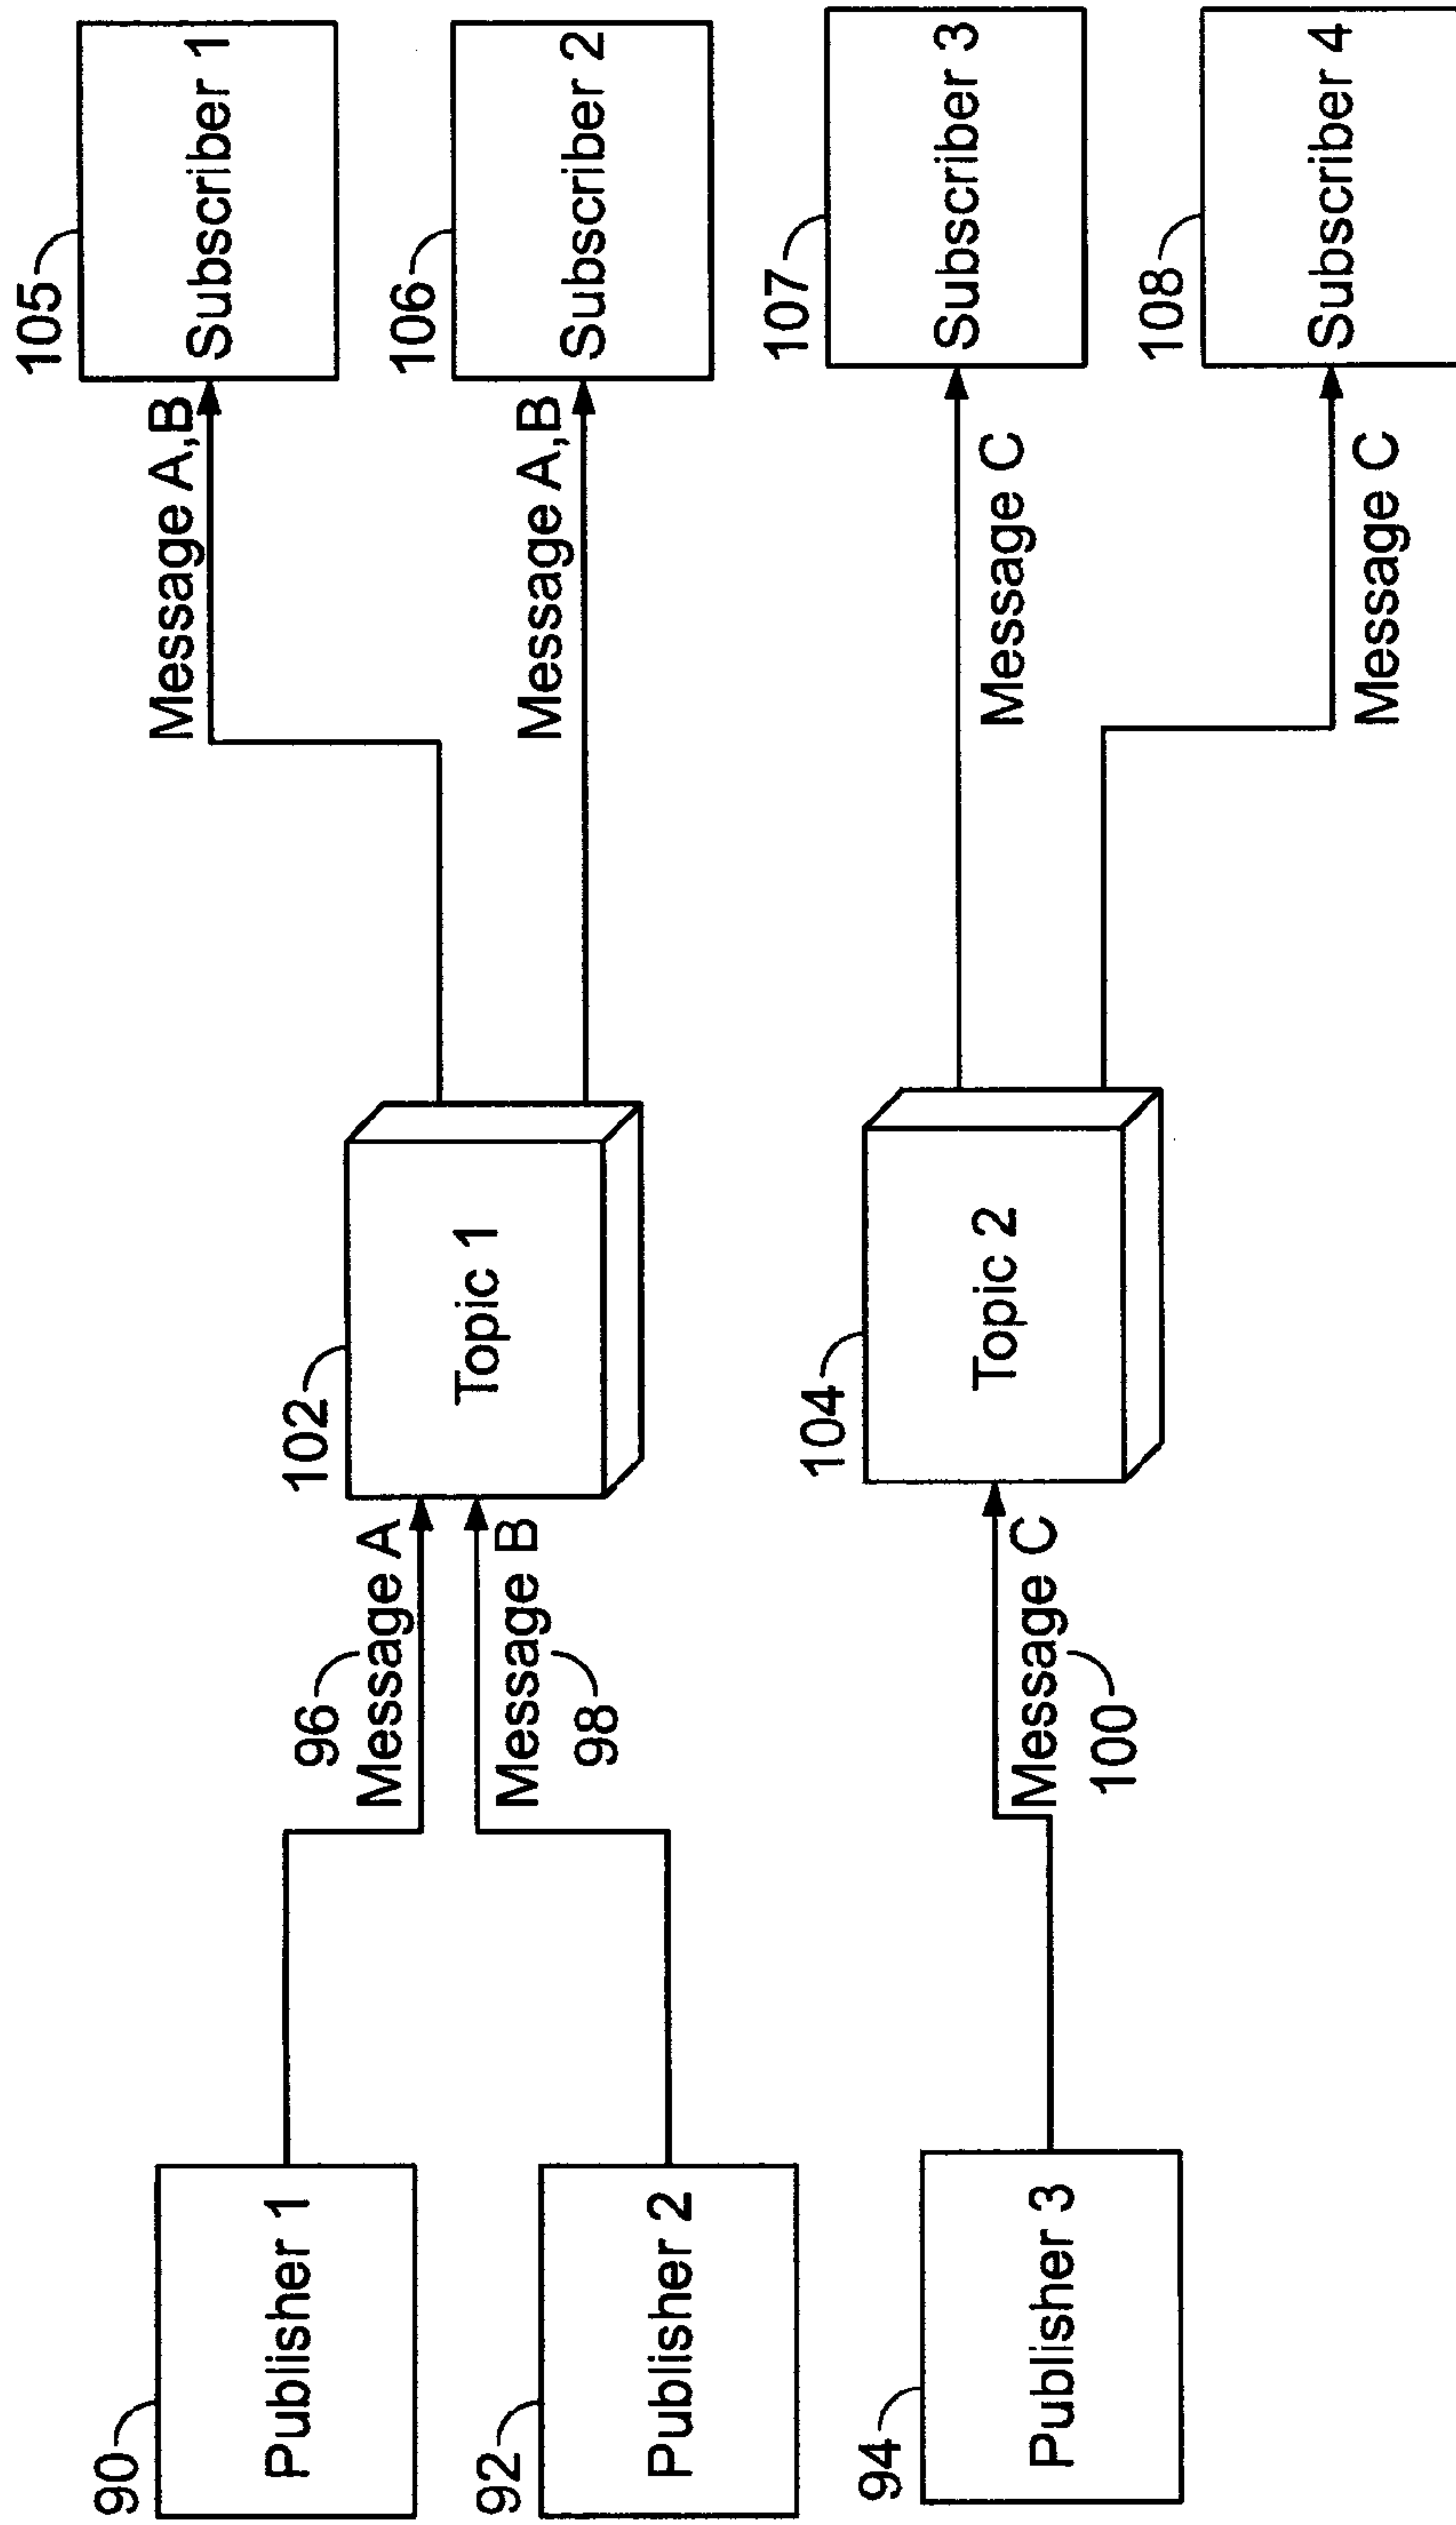 90
Publisher 1
92
Publisher 2
94
Publisher 3
96
Message A
Message B
98
Message C
100
102
Topic 1
104
Topic 2
Message A,B
Message A,B
Message C
Message C
105
Subscriber 1
106
Subscriber 2
107
Subscriber 3
108
Subscriber 4